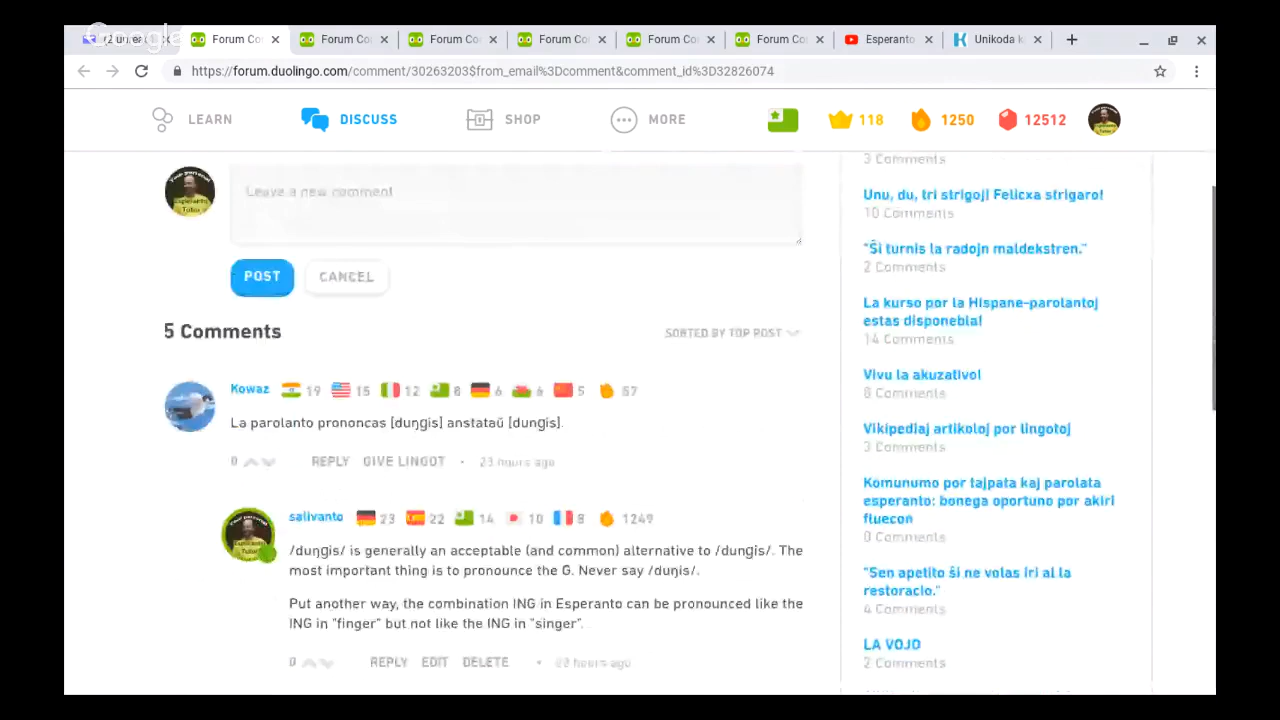 Google
Forum Co
Forum Co
Forum Co
Forum Co
Forum Co
Forum Co
Esperanto
Unikoda k
https://forum.duolingo.com/comment/30263203$from_email%3Dcomment&comment_id%3D32826074
LEARN
DISCUSS
SHOP
MORE
118
1250
12512
Leave a new comment
POST
CANCEL
5 Comments
SORTED BY TOP POST
Kowaz 19 15 12 8 6 6 5 57
La parolanto prononcas [duŋgis] anstataŭ [dungis].
0 REPLY GIVE LINGOT • 23 hours ago
salivanto 23 22 14 10 8 1249
/duŋgis/ is generally an acceptable (and common) alternative to /dungis/. The
most important thing is to pronounce the G. Never say /duŋis/.
Put another way, the combination ING in Esperanto can be pronounced like the
ING in "finger" but not like the ING in "singer".
0 REPLY EDIT DELETE • hours ago
3 Comments
Unu, du, tri strigoj! Felicxa strigaro!
10 Comments
"Ŝi turnis la radojn maldekstren."
2 Comments
La kurso por la Hispane-parolantoj
estas disponebla!
14 Comments
Vivu la akuzativo!
8 Comments
Vikipediaj artikoloj por lingotoj
3 Comments
Komunumo por tajpata kaj parolata
esperanto: bonega oportuno por akiri
fluecon
0 Comments
"Sen apetito ŝi ne volas iri al la
restoracio."
4 Comments
LA VOJO
2 Comments